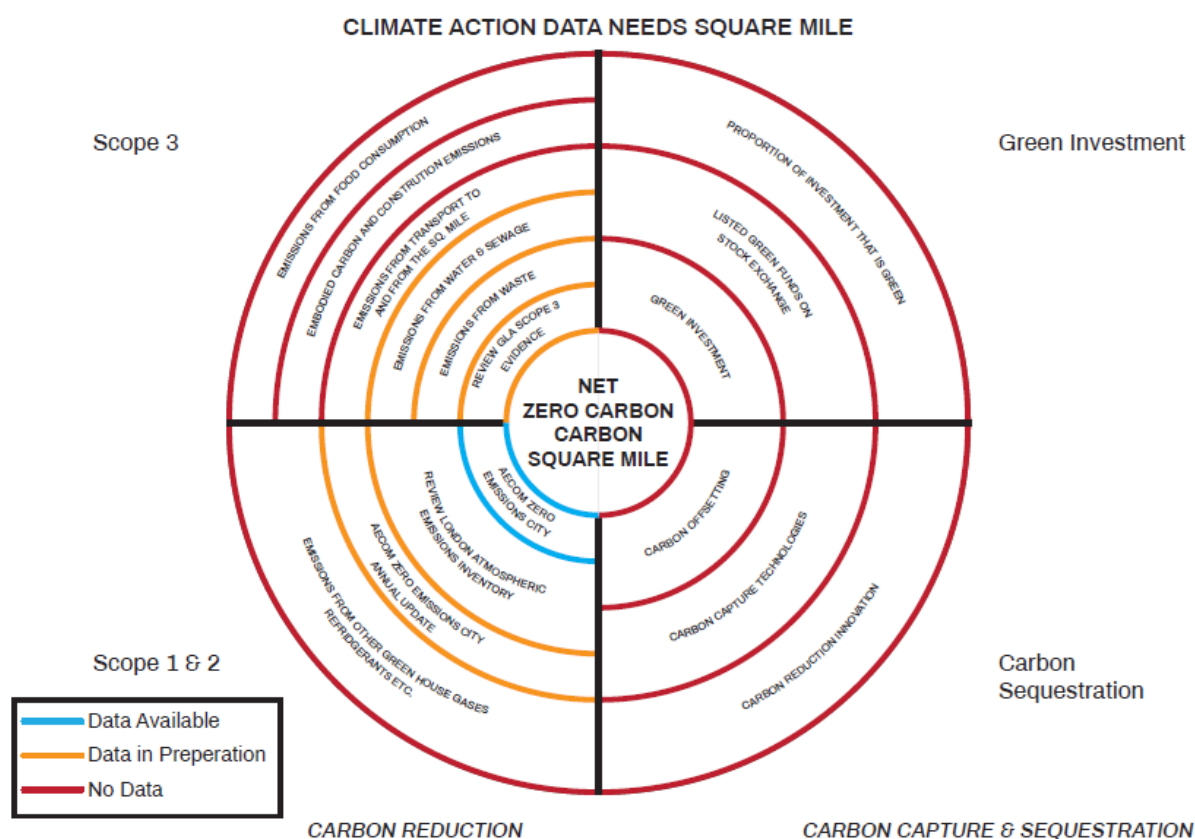 CLIMATE ACTION DATA NEEDS SQUARE MILE
Scope 3
Green Investment
EMISSIONS FROM FOOD CONSUMPTION
EMBODIED CARBON AND CONSTRUTION EMISSIONS
EMISSIONS FROM TRANSPORT TO
AND FROM THE SQ. MILE
EMISSIONS FROM WATER & SEWAGE
EMISSIONS FROM WASTE
REVIEW GLA SCOPE 3
EVIDENCE
PROPORTION OF INVESTMENT THAT IS GREEN
LISTED GREEN FUNDS ON
STOCK EXCHANGE
GREEN INVESTMENT
NET
ZERO CARBON
CARBON
SQUARE MILE
AECOM ZERO
EMISSIONS CITY
REVIEW LONDON ATMOSPHERIC
EMISSIONS INVENTORY
AECOM ZERO EMISSIONS CITY
ANNUAL UPDATE
EMISSIONS FROM OTHER GREEN HOUSE GASES
REFRIDGERANTS ETC.
CARBON OFFSETTING
CARBON CAPTURE TECHNOLOGIES
CARBON REDUCTION INNOVATION
Scope 1 & 2
Carbon
Sequestration
Data Available
Data in Preperation
No Data
CARBON REDUCTION
CARBON CAPTURE & SEQUESTRATION